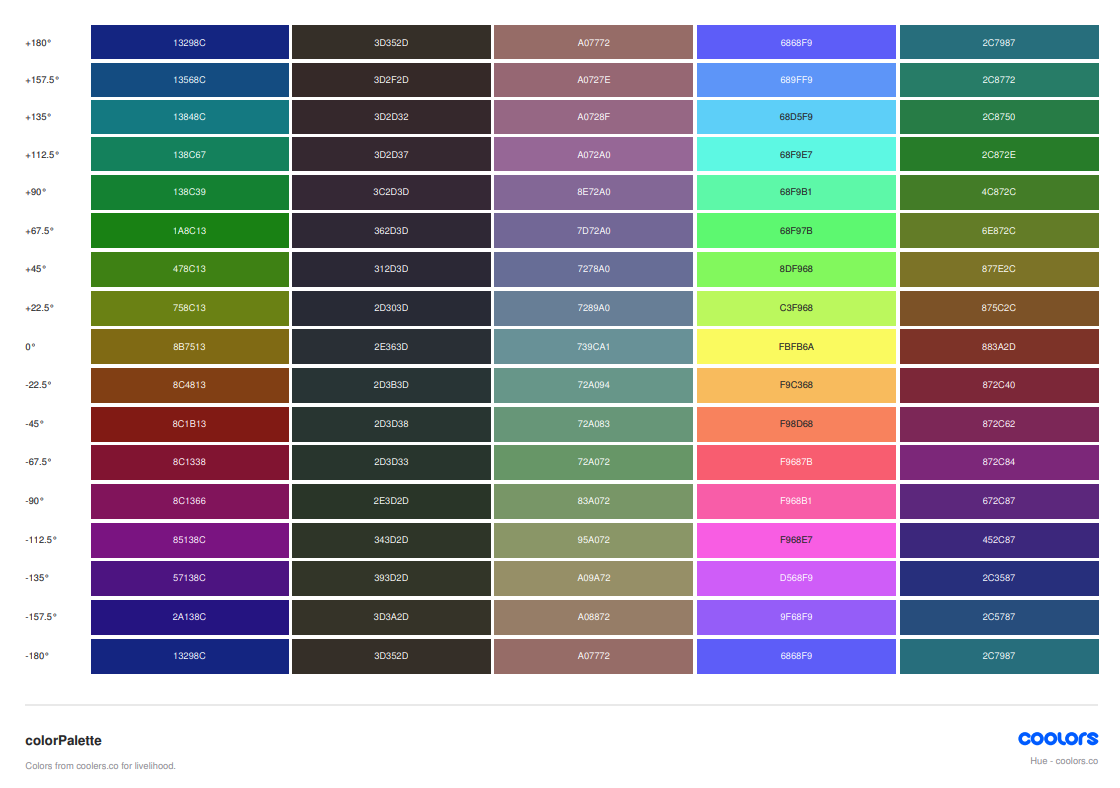 +180° 13298C 3D352D A07772 6868F9 2C7987
+157.5° 13568C 3D2F2D A0727E 689FF9 2C8772
+135° 13848C 3D2D32 A0728F 68D5F9 2C8750
+112.5° 138C67 3D2D37 A072A0 68F9E7 2C872E
+90° 138C39 3C2D3D 8E72A0 68F9B1 4C872C
+67.5° 1A8C13 362D3D 7D72A0 68F97B 6E872C
+45° 478C13 312D3D 7278A0 8DF968 877E2C
+22.5° 758C13 2D303D 7289A0 C3F968 875C2C
0° 8B7513 2E363D 739CA1 FBFB6A 883A2D
-22.5° 8C4813 2D3B3D 72A094 F9C368 872C40
-45° 8C1B13 2D3D38 72A083 F98D68 872C62
-67.5° 8C1338 2D3D33 72A072 F9687B 872C84
-90° 8C1366 2E3D2D 83A072 F968B1 672C87
-112.5° 85138C 343D2D 95A072 F968E7 452C87
-135° 57138C 393D2D A09A72 D568F9 2C3587
-157.5° 2A138C 3D3A2D A08872 9F68F9 2C5787
-180° 13298C 3D352D A07772 6868F9 2C7987
colorPalette
coolors
Colors from coolers.co for livelihood.
Hue - coolors.co